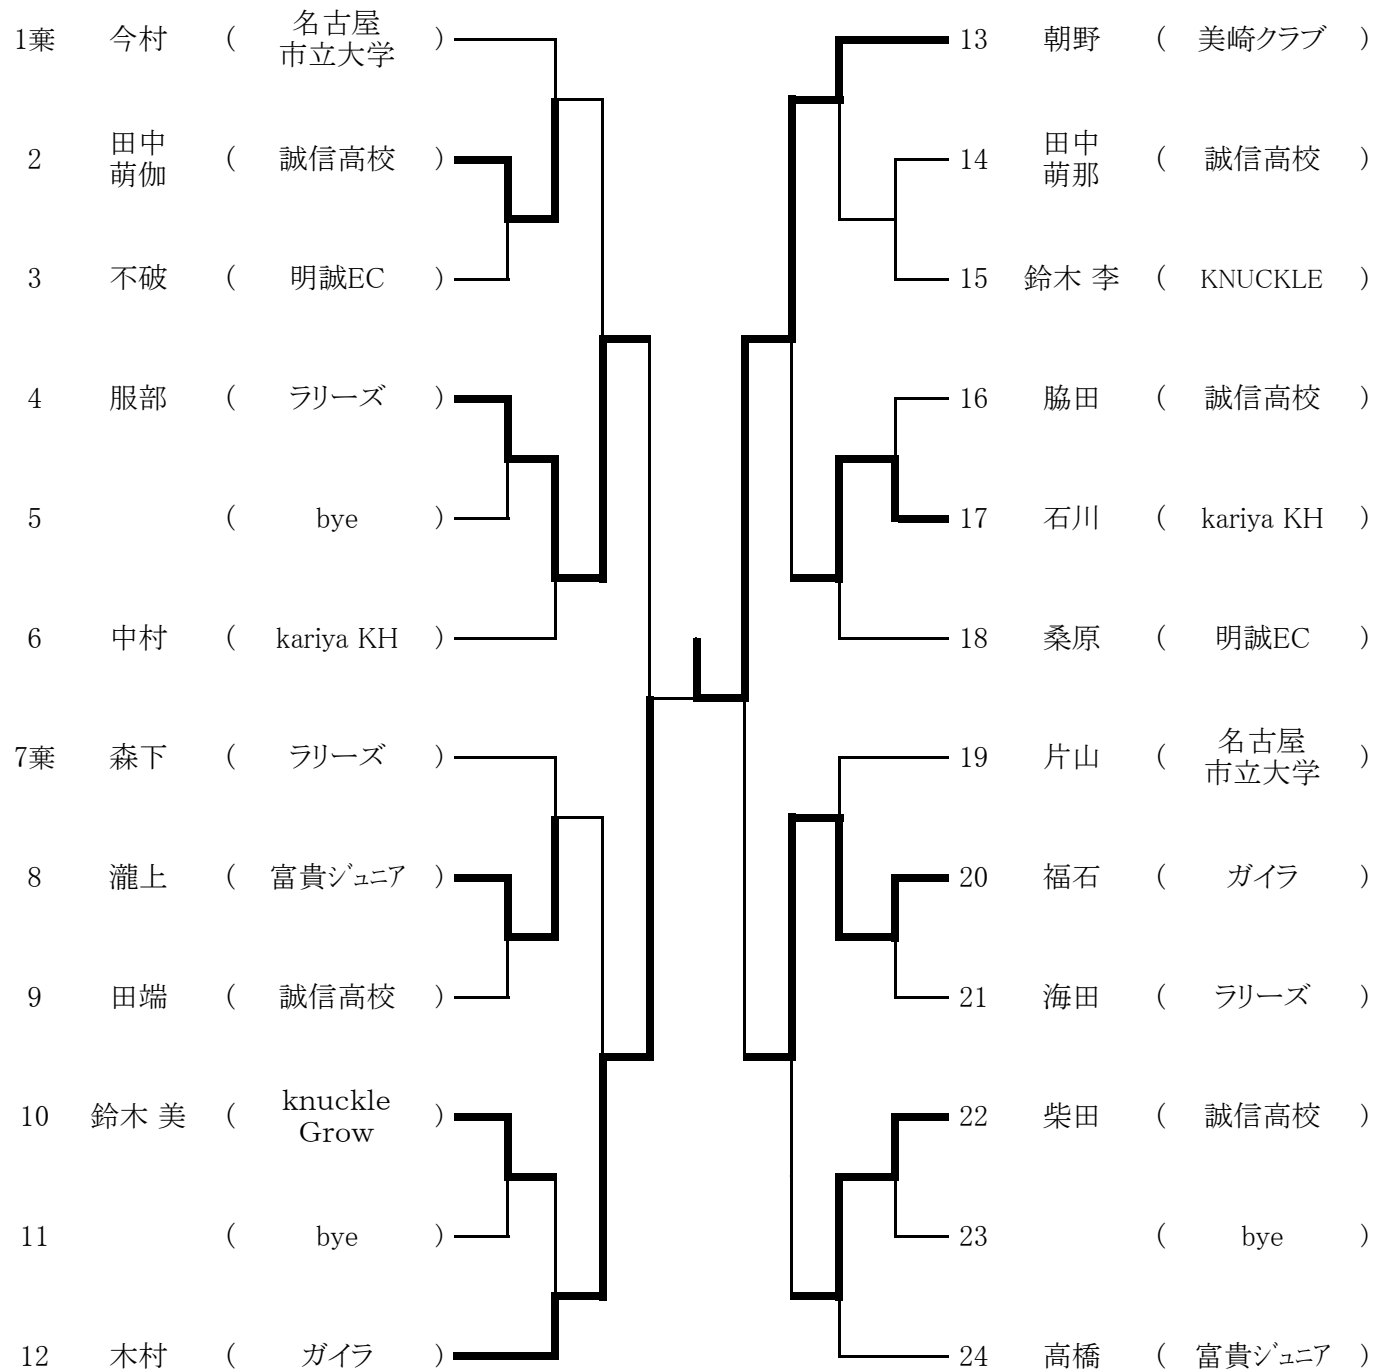 1棄 今村 ( 名古屋 市立大学 )
2 田中 萌伽 ( 誠信高校 )
3 不破 ( 明誠EC )
4 服部 ( ラリーズ )
5 ( bye )
6 中村 ( kariya KH )
7棄 森下 ( ラリーズ )
8 瀧上 ( 富貴ジュニア )
9 田端 ( 誠信高校 )
10 鈴木 美 ( knuckle Grow )
11 ( bye )
12 木村 ( ガイラ )
13 朝野 ( 美崎クラブ )
14 田中 萌那 ( 誠信高校 )
15 鈴木 李 ( KNUCKLE )
16 脇田 ( 誠信高校 )
17 石川 ( kariya KH )
18 桑原 ( 明誠EC )
19 片山 ( 名古屋 市立大学 )
20 福石 ( ガイラ )
21 海田 ( ラリーズ )
22 柴田 ( 誠信高校 )
23 ( bye )
24 高橋 ( 富貴ジュニア )